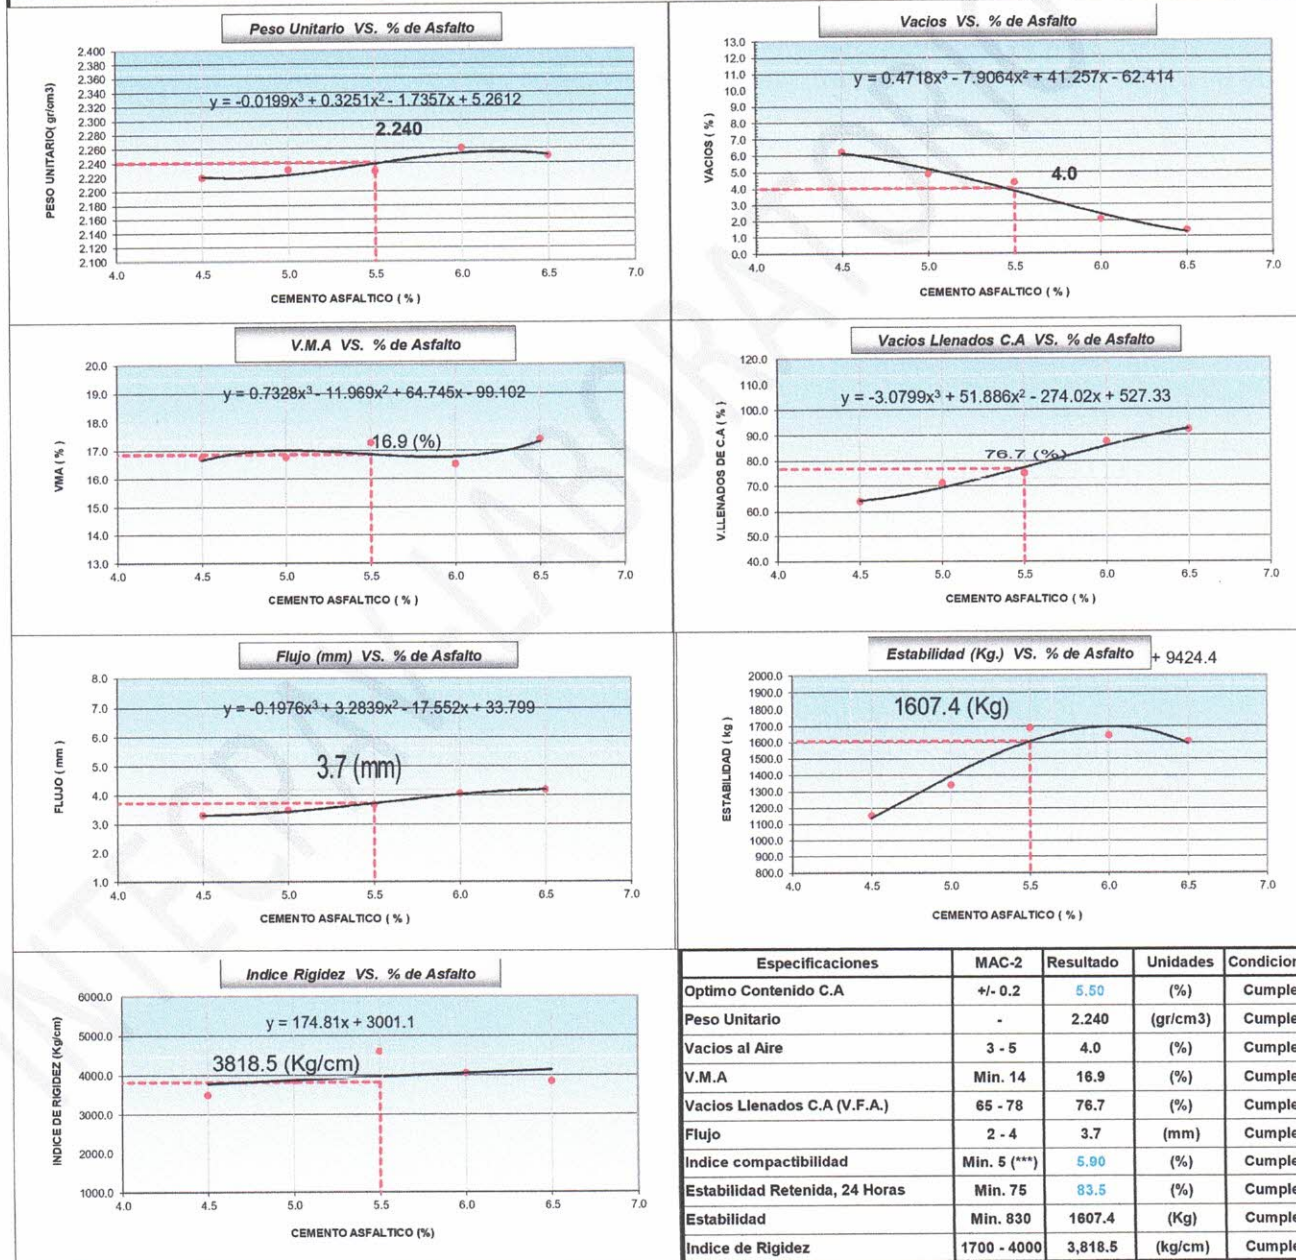 Peso Unitario VS. % de Asfalto
2.400
2.380
2.360
2.340
2.320
2.300
2.280
2.260
2.240
2.220
2.200
2.180
2.160
2.140
2.120
2.100
PESO UNITARIO( gr/cm3)
y = -0.0199x³ + 0.3251x² - 1.7357x + 5.2612
2.240
4.0 4.5 5.0 5.5 6.0 6.5 7.0
CEMENTO ASFALTICO ( % )
Vacios VS. % de Asfalto
13.0
12.0
11.0
10.0
9.0
8.0
7.0
6.0
5.0
4.0
3.0
2.0
1.0
0.0
VACIOS ( % )
y = 0.4718x³ - 7.9064x² + 41.257x - 62.414
4.0
4.0 4.5 5.0 5.5 6.0 6.5 7.0
CEMENTO ASFALTICO ( % )
V.M.A VS. % de Asfalto
20.0
19.0
18.0
17.0
16.0
15.0
14.0
13.0
VMA ( % )
y = 0.7328x³ - 11.969x² + 64.745x - 99.102
16.9 (%)
4.0 4.5 5.0 5.5 6.0 6.5 7.0
CEMENTO ASFALTICO ( % )
Vacios Llenados C.A VS. % de Asfalto
120.0
110.0
100.0
90.0
80.0
70.0
60.0
50.0
40.0
V.LLENADOS DE C.A ( % )
y = -3.0799x³ + 51.886x² - 274.02x + 527.33
76.7 (%)
4.0 4.5 5.0 5.5 6.0 6.5 7.0
CEMENTO ASFALTICO ( % )
Flujo (mm) VS. % de Asfalto
8.0
7.0
6.0
5.0
4.0
3.0
2.0
1.0
FLUJO ( mm )
y = -0.1976x³ + 3.2839x² - 17.552x + 33.799
3.7 (mm)
4.0 4.5 5.0 5.5 6.0 6.5 7.0
CEMENTO ASFALTICO ( % )
Estabilidad (Kg.) VS. % de Asfalto + 9424.4
2000.0
1900.0
1800.0
1700.0
1600.0
1500.0
1400.0
1300.0
1200.0
1100.0
1000.0
900.0
800.0
ESTABILIDAD ( kg )
1607.4 (Kg)
4.0 4.5 5.0 5.5 6.0 6.5 7.0
CEMENTO ASFALTICO ( % )
Indice Rigidez VS. % de Asfalto
6000.0
5000.0
4000.0
3000.0
2000.0
1000.0
INDICE DE RIGIDEZ (Kg/cm)
y = 174.81x + 3001.1
3818.5 (Kg/cm)
4.0 4.5 5.0 5.5 6.0 6.5 7.0
CEMENTO ASFALTICO (%)
Especificaciones MAC-2 Resultado Unidades Condicion
Optimo Contenido C.A +/- 0.2 5.50 (%) Cumple
Peso Unitario - 2.240 (gr/cm3) Cumple
Vacios al Aire 3 - 5 4.0 (%) Cumple
V.M.A Min. 14 16.9 (%) Cumple
Vacios Llenados C.A (V.F.A.) 65 - 78 76.7 (%) Cumple
Flujo 2 - 4 3.7 (mm) Cumple
Indice compactibilidad Min. 5 (***) 5.90 (%) Cumple
Estabilidad Retenida, 24 Horas Min. 75 83.5 (%) Cumple
Estabilidad Min. 830 1607.4 (Kg) Cumple
Indice de Rigidez 1700 - 4000 3,818.5 (kg/cm) Cumple